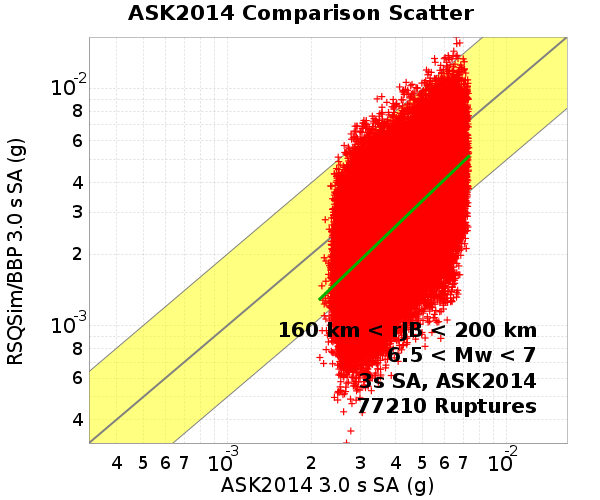 ASK2014 Comparison Scatter
RSQSim/BBP 3.0 s SA (g)
10⁻²
8
6
4
3
2
10⁻³
8
6
4
160 km < rJB < 200 km
6.5 < Mw < 7
3s SA, ASK2014
77210 Ruptures
4 5 6 7 10⁻³ 2 3 4 5 6 7 10⁻²
ASK2014 3.0 s SA (g)